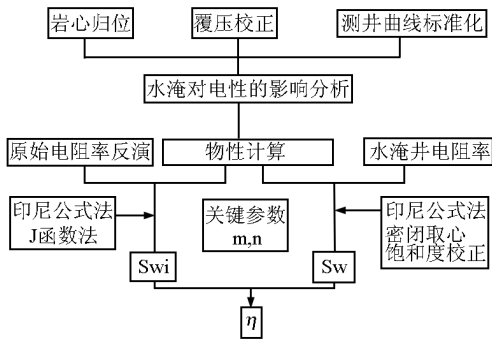 岩心归位
覆压校正
测井曲线标准化
水淹对电性的影响分析
原始电阻率反演
物性计算
水淹井电阻率
印尼公式法
J函数法
关键参数
m,n
印尼公式法
密闭取心
饱和度校正
Swi
Sw
η